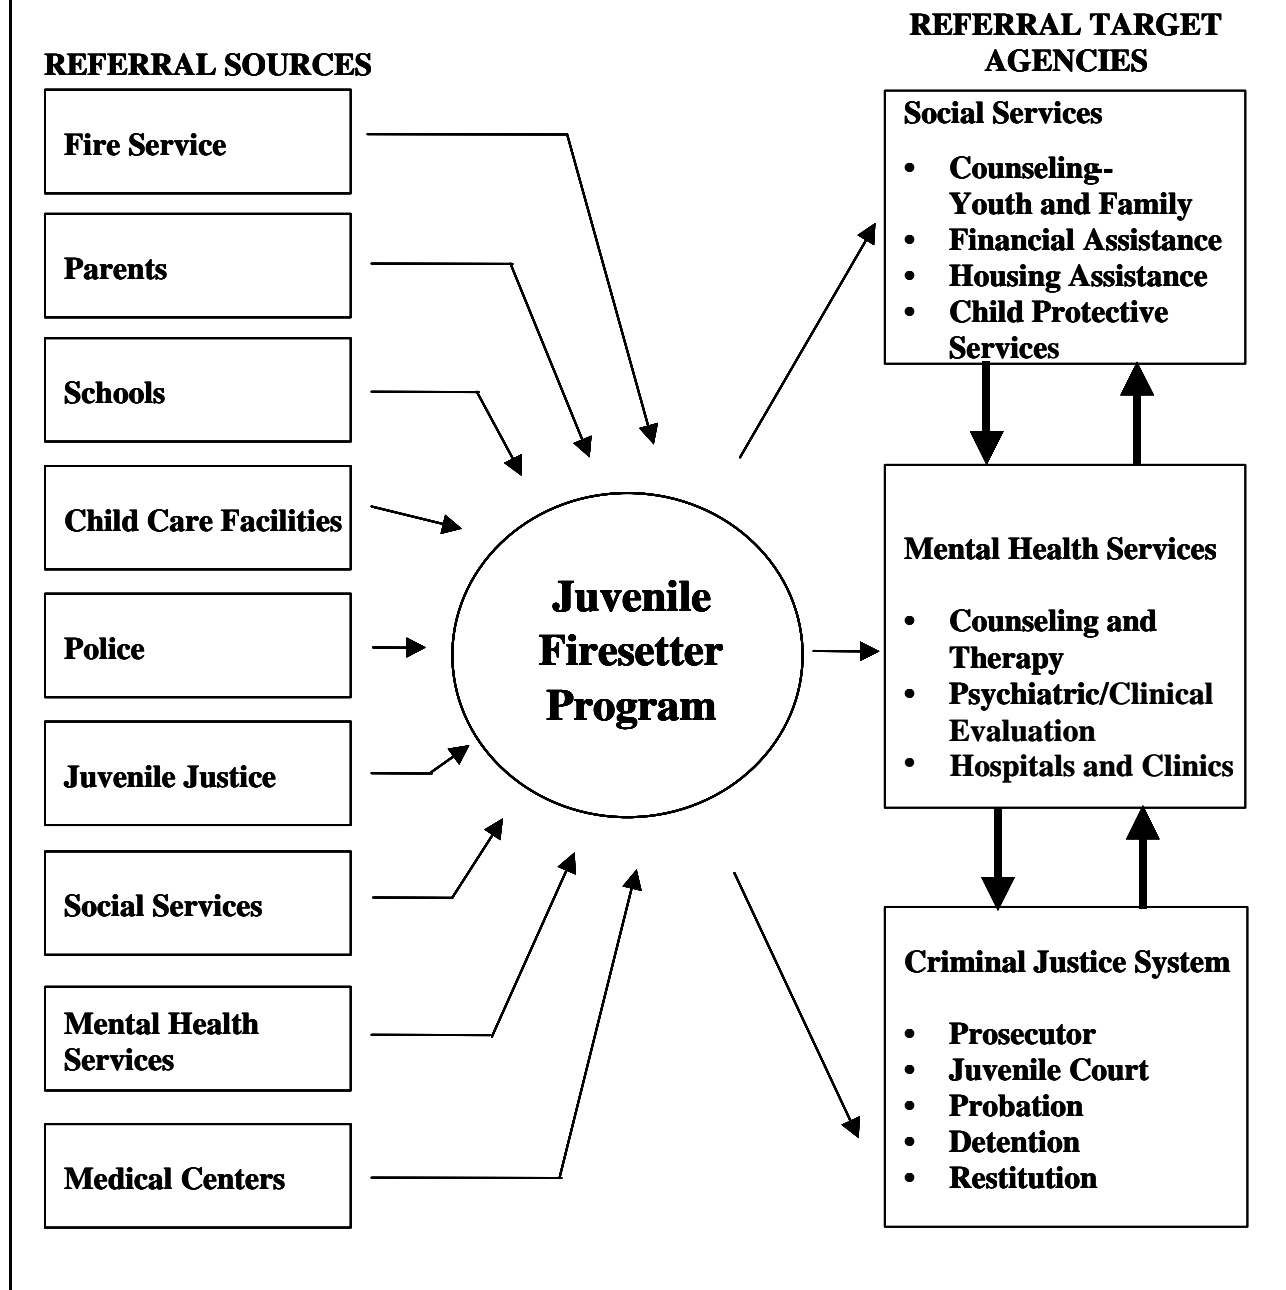 REFERRAL SOURCES
Fire Service
Parents
Schools
Child Care Facilities
Police
Juvenile Justice
Social Services
Mental Health
Services
Medical Centers
Juvenile
Firesetter
Program
REFERRAL TARGET
AGENCIES
Social Services
• Counseling--
Youth and Family
• Financial Assistance
• Housing Assistance
• Child Protective
Services
Mental Health Services
• Counseling and
Therapy
• Psychiatric/Clinical
Evaluation
• Hospitals and Clinics
Criminal Justice System
• Prosecutor
• Juvenile Court
• Probation
• Detention
• Restitution